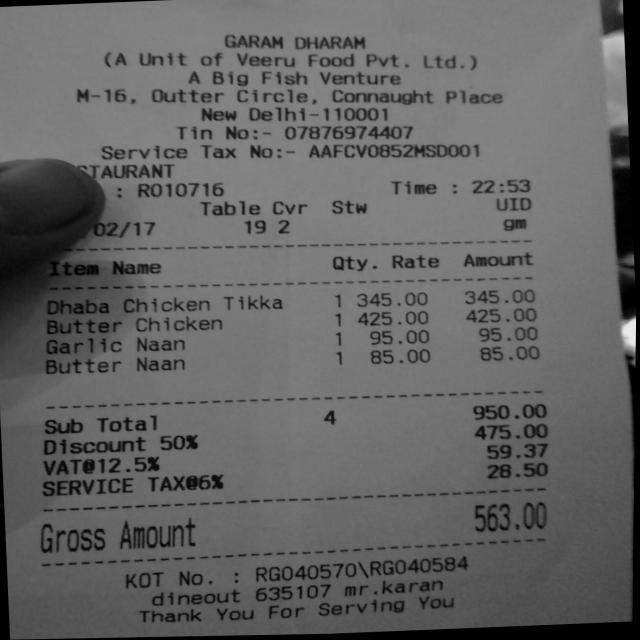 GARAM DHARAM
(A Unit of Veeru Food Pvt. Ltd.)
A Big Fish Venture
M-16, Outter Circle, Connaught Place
New Delhi-110001
Tin No:- 07876974407
Service Tax No:- AAFCV0852MSD001
STAURANT
: R010716 Time : 22:53
Table Cvr Stw UID
02/17 19 2 gm
Item Name Qty. Rate Amount
Dhaba Chicken Tikka 1 345.00 345.00
Butter Chicken 1 425.00 425.00
Garlic Naan 1 95.00 95.00
Butter Naan 1 85.00 85.00
Sub Total 4 950.00
Discount 50% 475.00
VAT@12.5% 59.37
SERVICE TAX@6% 28.50
Gross Amount 563.00
KOT No. : RG040570\RG040584
dineout 635107 mr.karan
Thank You For Serving You